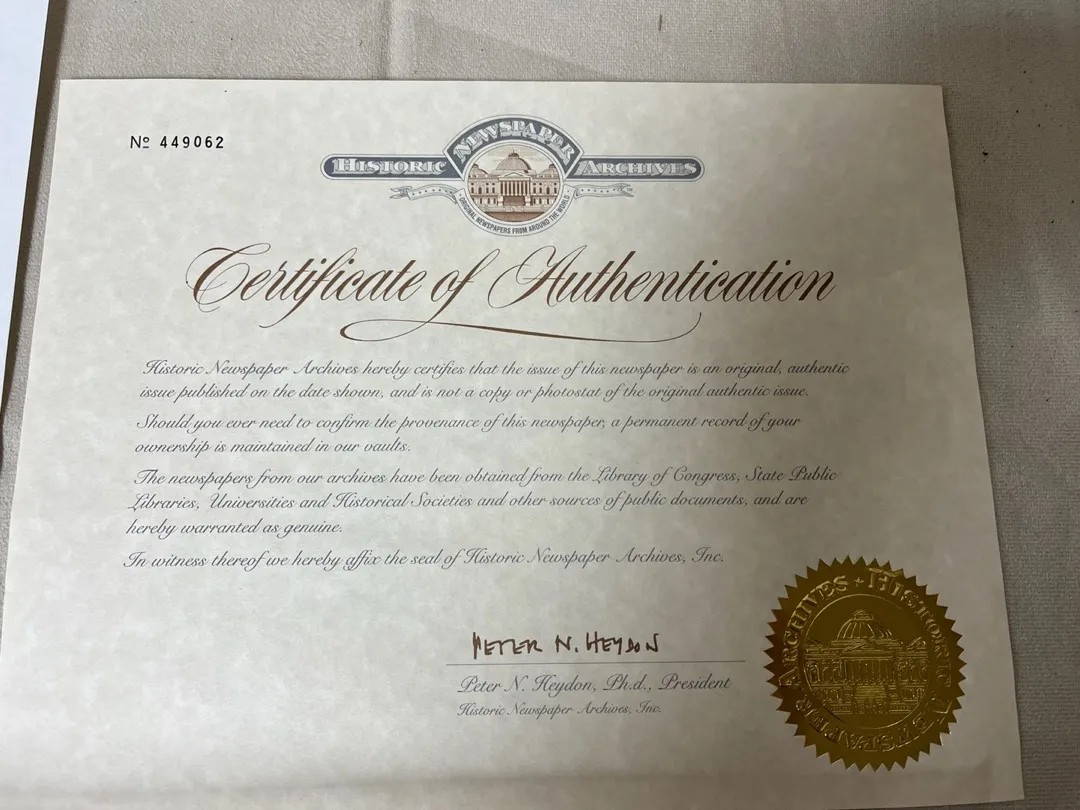 Nº 449062
HISTORIC NEWSPAPER ARCHIVES
ORIGINAL NEWSPAPERS FROM AROUND THE WORLD
Certificate of Authentication
Historic Newspaper Archives hereby certifies that the issue of this newspaper is an original, authentic
issue published on the date shown, and is not a copy or photostat of the original authentic issue.
Should you ever need to confirm the provenance of this newspaper, a permanent record of your
ownership is maintained in our vaults.
The newspapers from our archives have been obtained from the Library of Congress, State Public
Libraries, Universities and Historical Societies and other sources of public documents, and are
hereby warranted as genuine.
In witness thereof we hereby affix the seal of Historic Newspaper Archives, Inc.
PETER N. HEYDON
Peter N. Heydon, Ph.d., President
Historic Newspaper Archives, Inc.
HISTORIC NEWSPAPER ARCHIVES